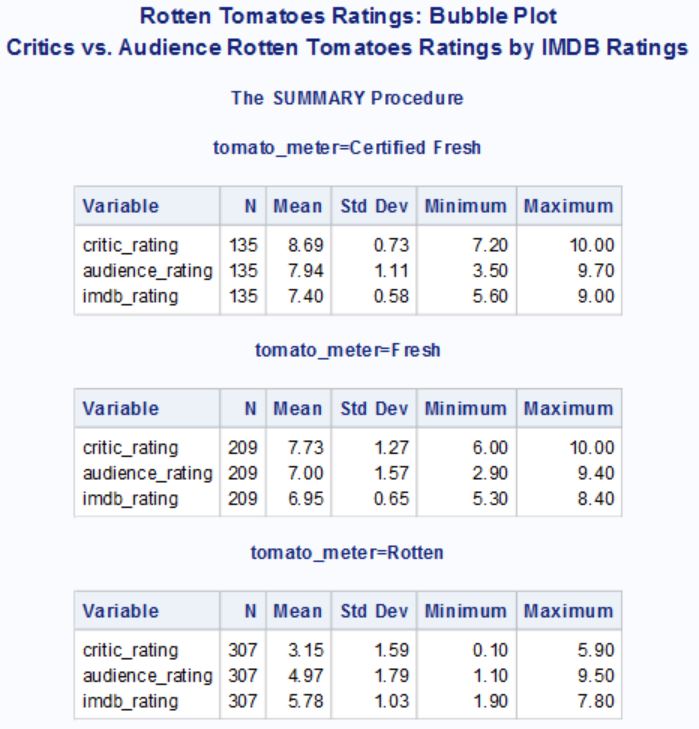 Rotten Tomatoes Ratings: Bubble Plot
Critics vs. Audience Rotten Tomatoes Ratings by IMDB Ratings
The SUMMARY Procedure
tomato_meter=Certified Fresh
Variable N Mean Std Dev Minimum Maximum
critic_rating 135 8.69 0.73 7.20 10.00
audience_rating 135 7.94 1.11 3.50 9.70
imdb_rating 135 7.40 0.58 5.60 9.00
tomato_meter=Fresh
Variable N Mean Std Dev Minimum Maximum
critic_rating 209 7.73 1.27 6.00 10.00
audience_rating 209 7.00 1.57 2.90 9.40
imdb_rating 209 6.95 0.65 5.30 8.40
tomato_meter=Rotten
Variable N Mean Std Dev Minimum Maximum
critic_rating 307 3.15 1.59 0.10 5.90
audience_rating 307 4.97 1.79 1.10 9.50
imdb_rating 307 5.78 1.03 1.90 7.80